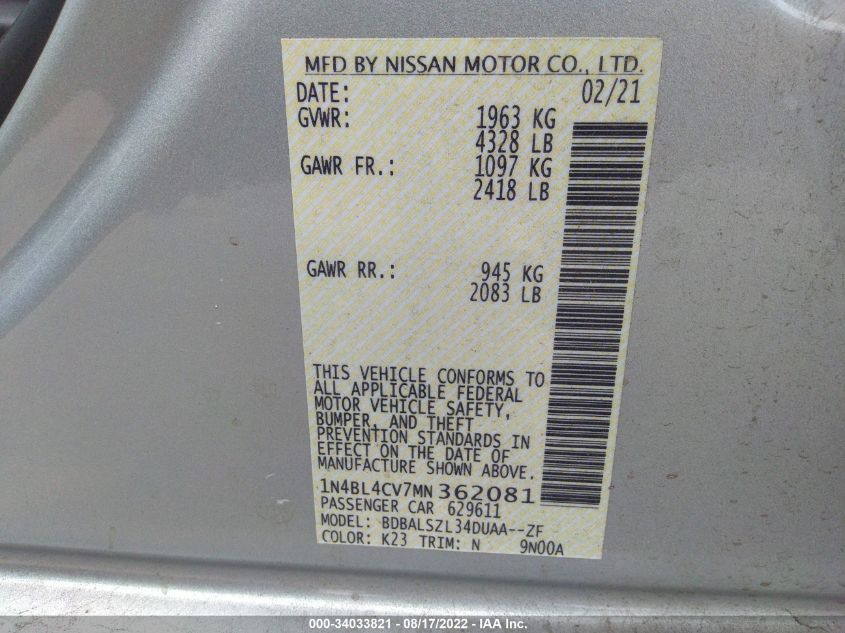 MFD BY NISSAN MOTOR CO., LTD.
DATE: 02/21
GVWR: 1963 KG
4328 LB
GAWR FR.: 1097 KG
2418 LB
GAWR RR.: 945 KG
2083 LB
THIS VEHICLE CONFORMS TO
ALL APPLICABLE FEDERAL
MOTOR VEHICLE SAFETY,
BUMPER, AND THEFT
PREVENTION STANDARDS IN
EFFECT ON THE DATE OF
MANUFACTURE SHOWN ABOVE.
1N4BL4CV7MN362081
PASSENGER CAR 629611
MODEL: BDBALSZL34DUAA--ZF
COLOR: K23 TRIM: N 9N00A
000-34033821 - 08/17/2022 - IAA Inc.